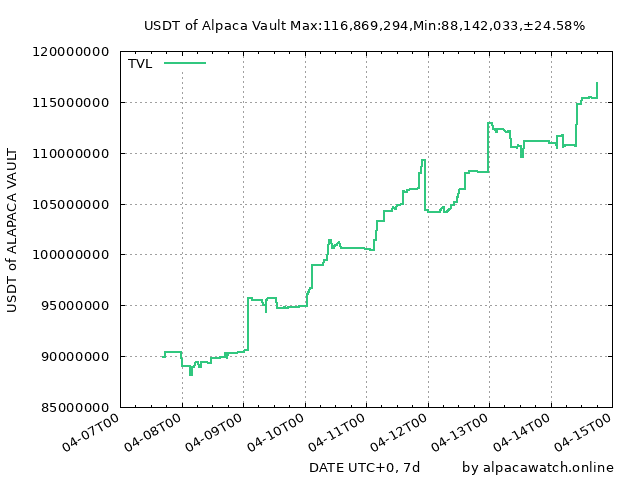 USDT of Alpaca Vault Max:116,869,294,Min:88,142,033,±24.58%
120000000
TVL
115000000
110000000
105000000
100000000
95000000
90000000
85000000
USDT of ALAPACA VAULT
04-07T00
04-08T00
04-09T00
04-10T00
04-11T00
04-12T00
04-13T00
04-14T00
04-15T00
DATE UTC+0, 7d
by alpacawatch.online